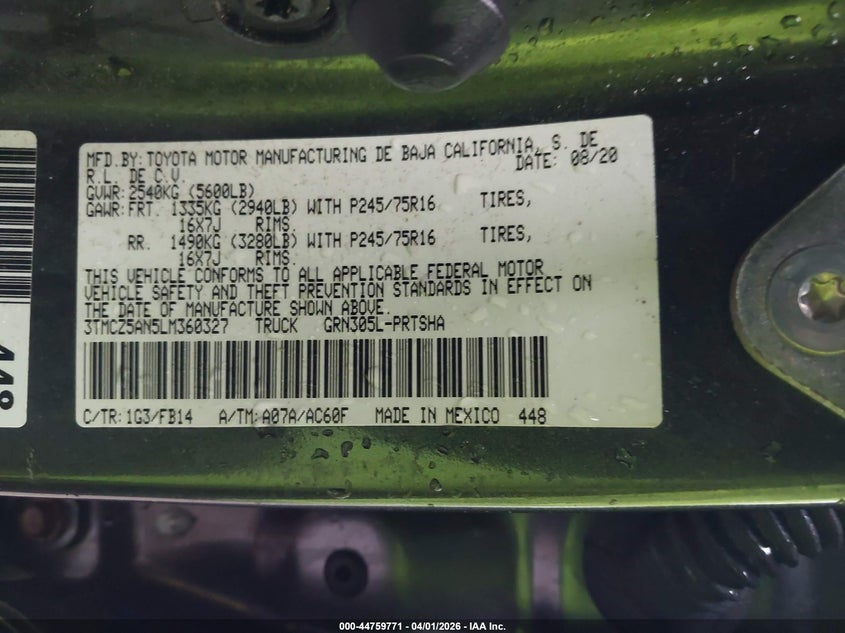 MFD.BY:TOYOTA MOTOR MANUFACTURING DE BAJA CALIFORNIA, S. DE
R.L. DE C.V. DATE: 08/20
GVWR:2540KG (5600LB)
GAWR:FRT. 1335KG (2940LB) WITH P245/75R16 TIRES,
16X7J RIMS.
RR. 1490KG (3280LB) WITH P245/75R16 TIRES,
16X7J RIMS.
THIS VEHICLE CONFORMS TO ALL APPLICABLE FEDERAL MOTOR
VEHICLE SAFETY AND THEFT PREVENTION STANDARDS IN EFFECT ON
THE DATE OF MANUFACTURE SHOWN ABOVE.
3TMCZ5AN5LM360327 TRUCK GRN305L-PRTSHA
C/TR:1G3/FB14 A/TM:A07A/AC60F MADE IN MEXICO 448
448
000-44759771 - 04/01/2026 - IAA Inc.